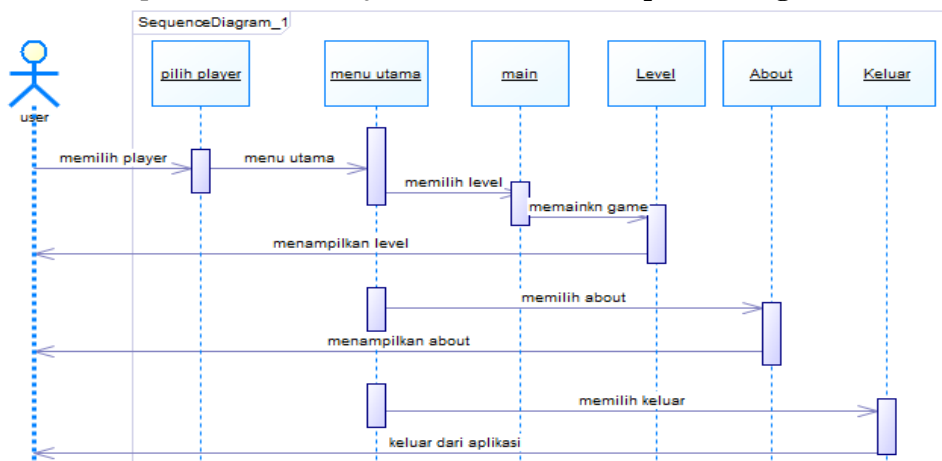 SequenceDiagram_1
pilih player
menu utama
main
Level
About
Keluar
user
memilih player
menu utama
memilih level
memainkn game
menampilkan level
memilih about
menampilkan about
memilih keluar
keluar dari aplikasi